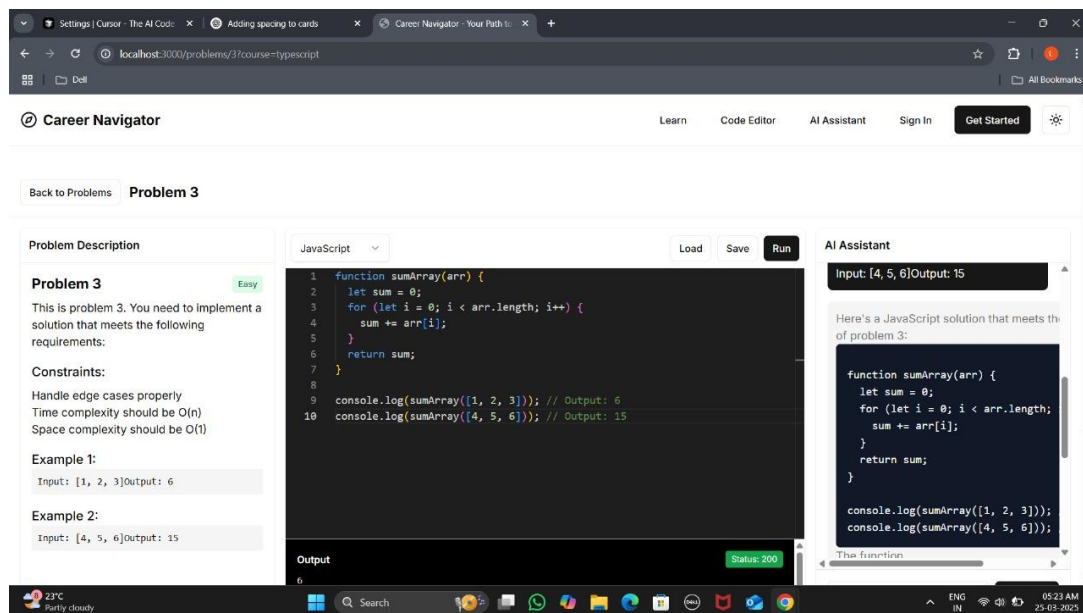 Settings | Cursor - The AI Code
Adding spacing to cards
Career Navigator - Your Path to
localhost:3000/problems/3?course=typescript
Dell
All Bookmarks
Career Navigator
Learn
Code Editor
AI Assistant
Sign In
Get Started
Back to Problems
Problem 3
Problem Description
Problem 3
Easy
This is problem 3. You need to implement a
solution that meets the following
requirements:
Constraints:
Handle edge cases properly
Time complexity should be O(n)
Space complexity should be O(1)
Example 1:
Input: [1, 2, 3]Output: 6
Example 2:
Input: [4, 5, 6]Output: 15
JavaScript
Load
Save
Run
1 function sumArray(arr) {
2 let sum = 0;
3 for (let i = 0; i < arr.length; i++) {
4 sum += arr[i];
5 }
6 return sum;
7 }
8
9 console.log(sumArray([1, 2, 3])); // Output: 6
10 console.log(sumArray([4, 5, 6])); // Output: 15
Output
Status: 200
6
AI Assistant
Input: [4, 5, 6]Output: 15
Here's a JavaScript solution that meets th
of problem 3:
function sumArray(arr) {
let sum = 0;
for (let i = 0; i < arr.length;
sum += arr[i];
}
return sum;
}
console.log(sumArray([1, 2, 3]));
console.log(sumArray([4, 5, 6]));
The function
23°C
Partly cloudy
Search
ENG
IN
05:23 AM
25-03-2025